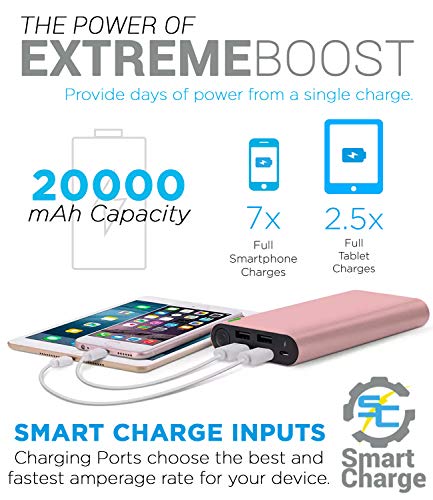 THE POWER OF
EXTREMEBOOST
Provide days of power from a single charge.
20000
mAh Capacity
7x
Full
Smartphone
Charges
2.5x
Full
Tablet
Charges
SMART CHARGE INPUTS
Charging Ports choose the best and
fastest amperage rate for your device.
SC
Smart
Charge